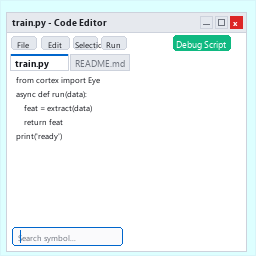 train.py - Code Editor
File Edit Selectic Run Debug Script
train.py README.md
from cortex import Eye
async def run(data):
feat = extract(data)
return feat
print('ready')
Search symbol...